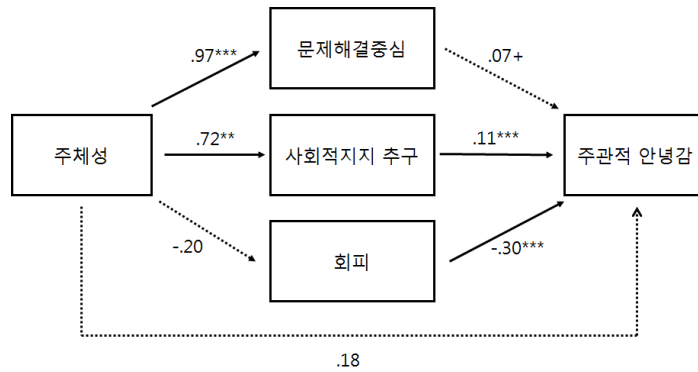 문제해결중심
.97***
.07+
주체성
.72**
사회적지지 추구
.11***
주관적 안녕감
-.20
회피
-.30***
.18